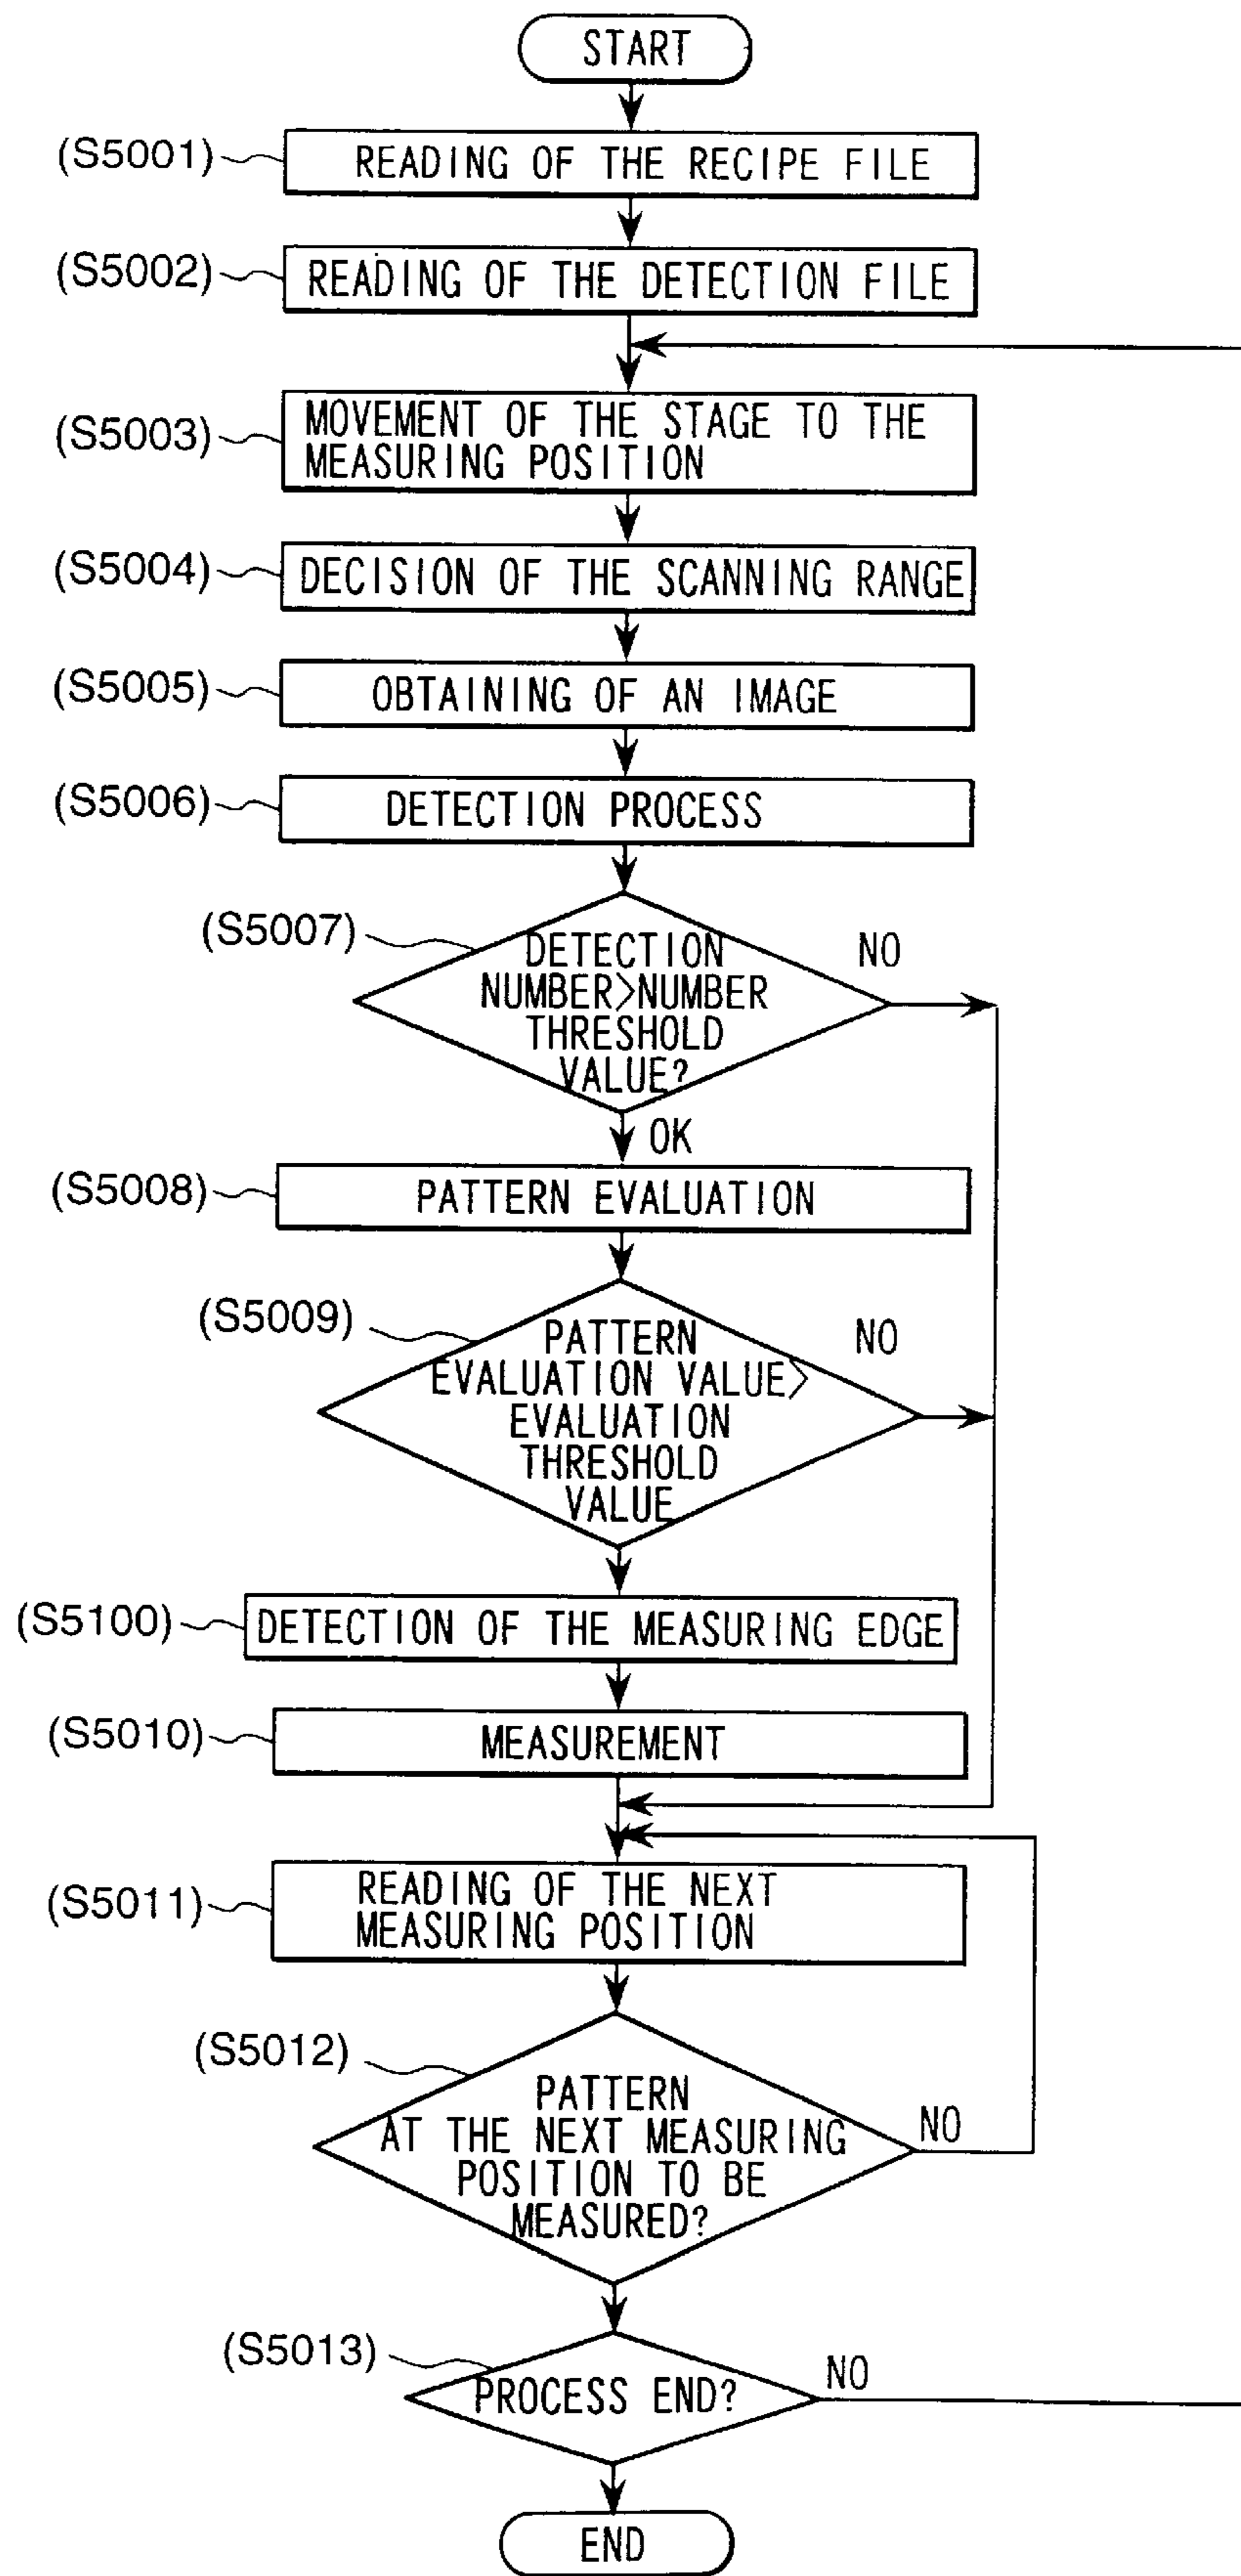 START
(S5001)
READING OF THE RECIPE FILE
(S5002)
READING OF THE DETECTION FILE
(S5003)
MOVEMENT OF THE STAGE TO THE
MEASURING POSITION
(S5004)
DECISION OF THE SCANNING RANGE
(S5005)
OBTAINING OF AN IMAGE
(S5006)
DETECTION PROCESS
(S5007)
DETECTION
NUMBER>NUMBER
THRESHOLD
VALUE?
NO
OK
(S5008)
PATTERN EVALUATION
(S5009)
PATTERN
EVALUATION VALUE>
EVALUATION
THRESHOLD
VALUE
NO
(S5100)
DETECTION OF THE MEASURING EDGE
(S5010)
MEASUREMENT
(S5011)
READING OF THE NEXT
MEASURING POSITION
(S5012)
PATTERN
AT THE NEXT MEASURING
POSITION TO BE
MEASURED?
NO
(S5013)
PROCESS END?
NO
END